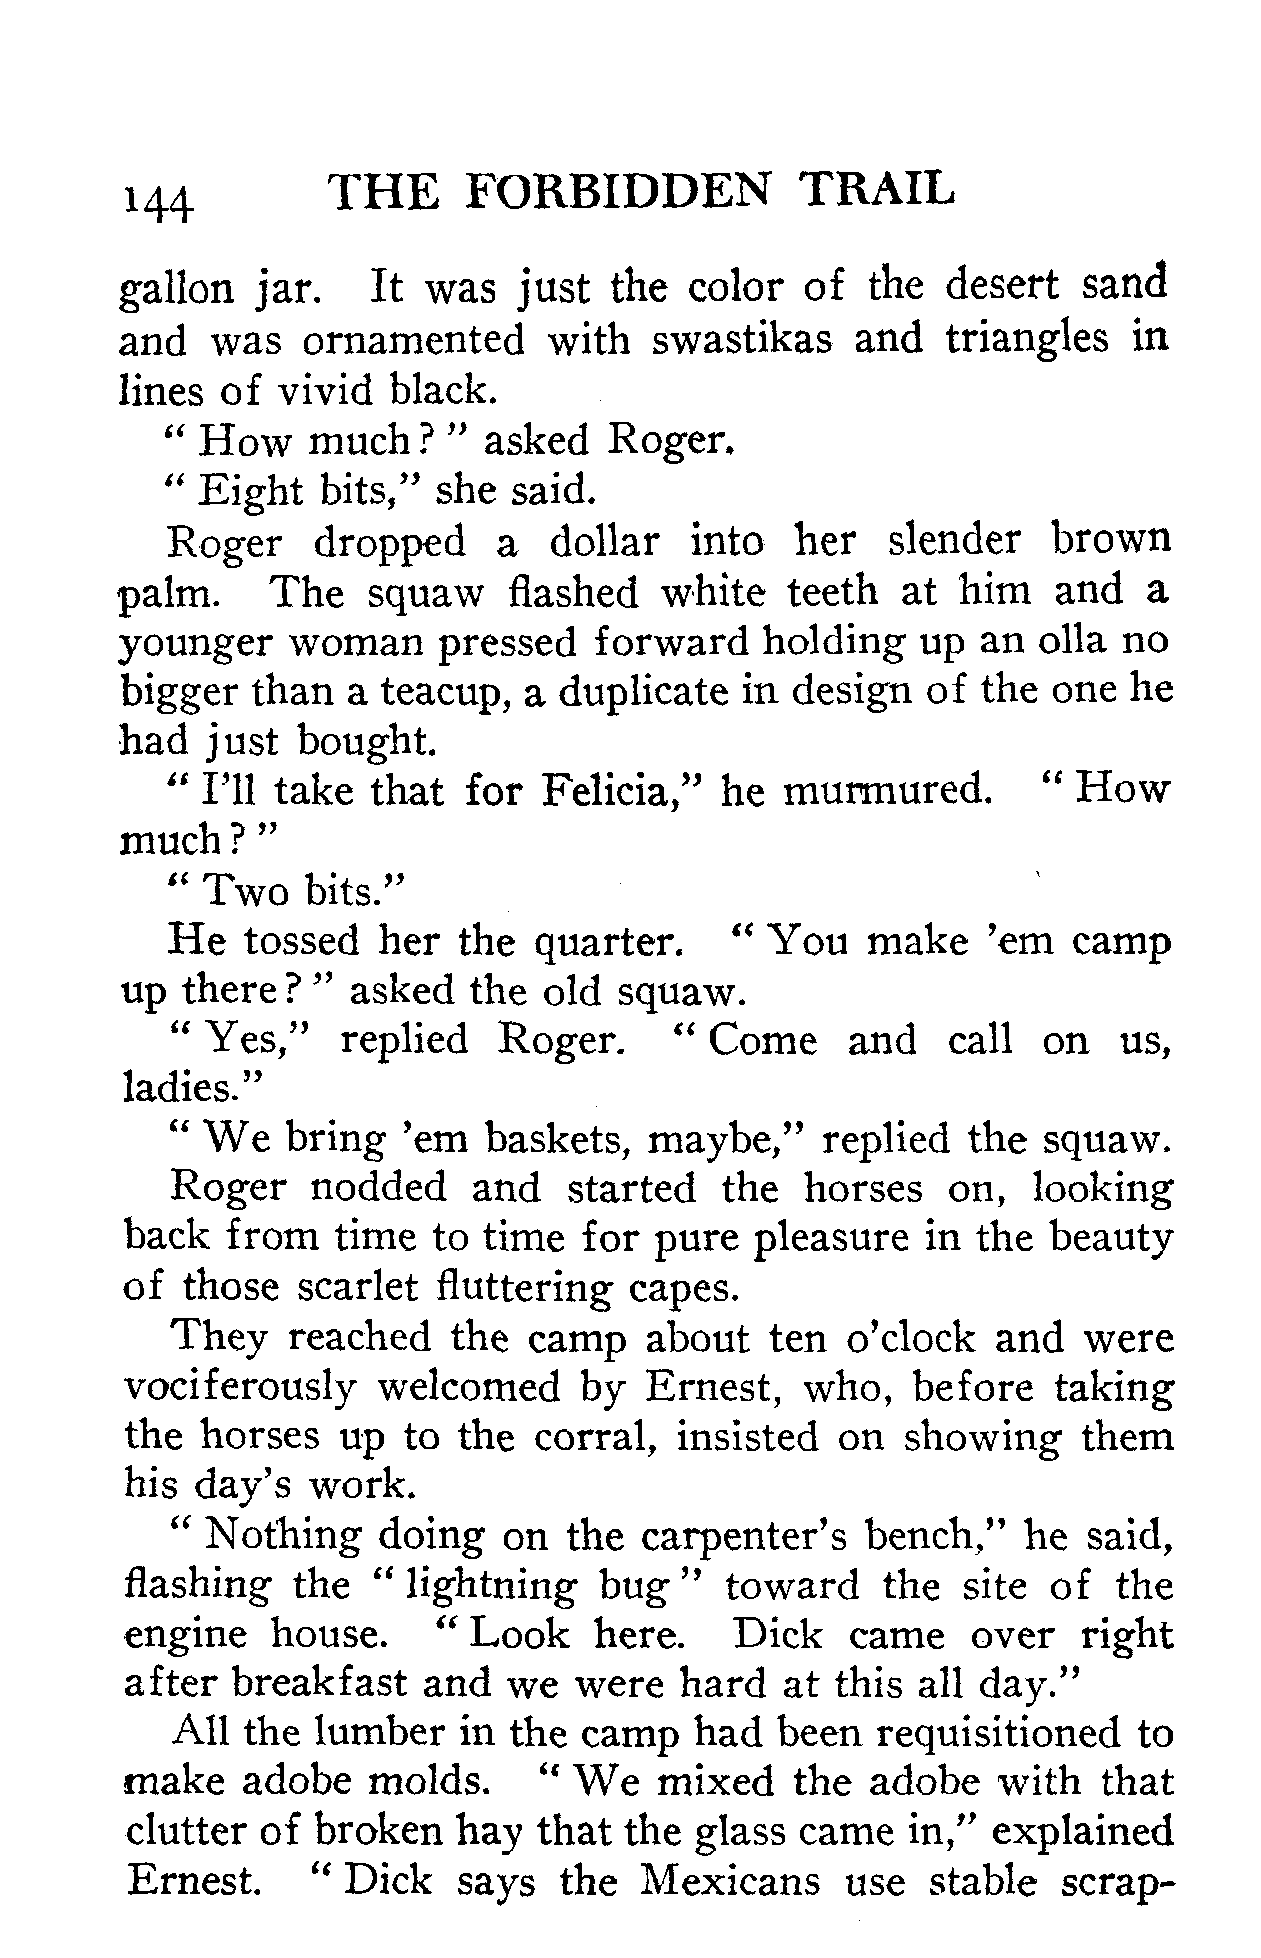 144 THE FORBIDDEN TRAIL
gallon jar. It was just the color of the desert sand
and was ornamented with swastikas and triangles in
lines of vivid black.
“ How much? ” asked Roger.
“ Eight bits,” she said.
Roger dropped a dollar into her slender brown
palm. The squaw flashed white teeth at him and a
younger woman pressed forward holding up an olla no
bigger than a teacup, a duplicate in design of the one he
had just bought.
“ I’ll take that for Felicia,” he murmured. “ How
much? ”
“ Two bits.”
He tossed her the quarter. “ You make ’em camp
up there? ” asked the old squaw.
“ Yes,” replied Roger. “ Come and call on us,
ladies.”
“ We bring ’em baskets, maybe,” replied the squaw.
Roger nodded and started the horses on, looking
back from time to time for pure pleasure in the beauty
of those scarlet fluttering capes.
They reached the camp about ten o’clock and were
vociferously welcomed by Ernest, who, before taking
the horses up to the corral, insisted on showing them
his day’s work.
“ Nothing doing on the carpenter’s bench,” he said,
flashing the “ lightning bug ” toward the site of the
engine house. “ Look here. Dick came over right
after breakfast and we were hard at this all day.”
All the lumber in the camp had been requisitioned to
make adobe molds. “ We mixed the adobe with that
clutter of broken hay that the glass came in,” explained
Ernest. “ Dick says the Mexicans use stable scrap-